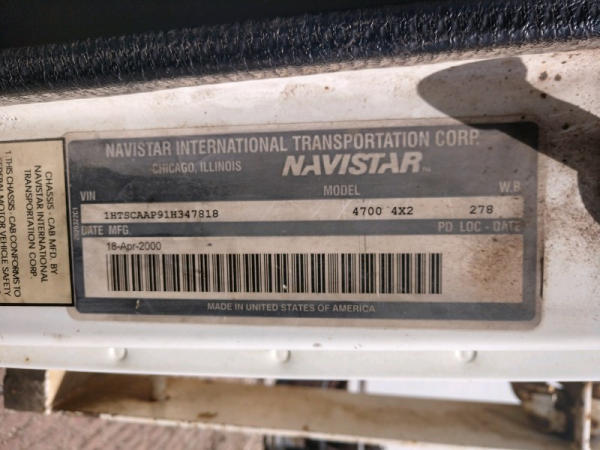 NAVISTAR INTERNATIONAL TRANSPORTATION CORP.
CHICAGO, ILLINOIS NAVISTAR
VIN MODEL W.B
1HTSCAAP91H347818 4700 4X2 278
DATE MFG PD LOC - DATE
18-Apr-2000
MADE IN UNITED STATES OF AMERICA
CHASSIS - CAB MFD. BY
NAVISTAR INTERNATIONAL
TRANSPORTATION CORP.
1. THIS CHASSIS - CAB CONFORMS TO
MOTOR VEHICLE SAFETY